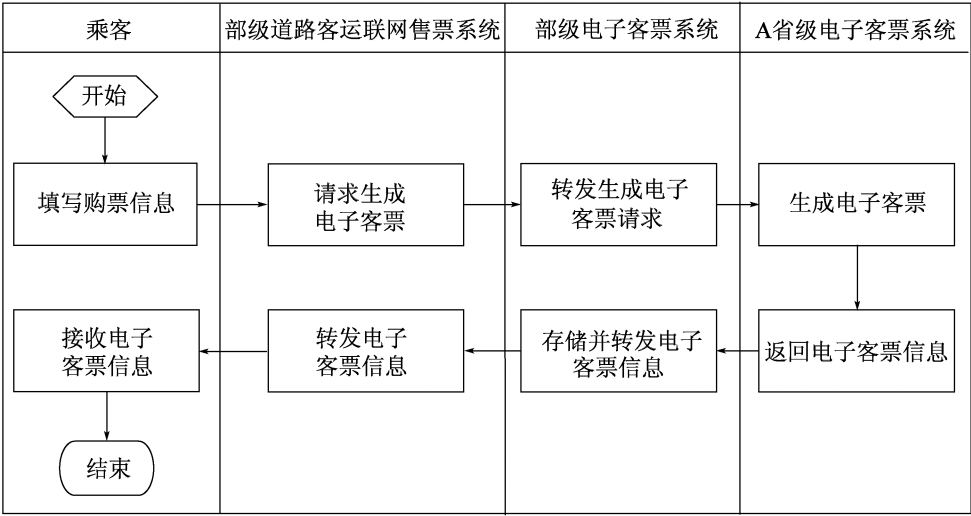 乘客
部级道路客运联网售票系统
部级电子客票系统
A省级电子客票系统
开始
填写购票信息
请求生成
电子客票
转发生成电子
客票请求
生成电子客票
接收电子
客票信息
转发电子
客票信息
存储并转发电子
客票信息
返回电子客票信息
结束